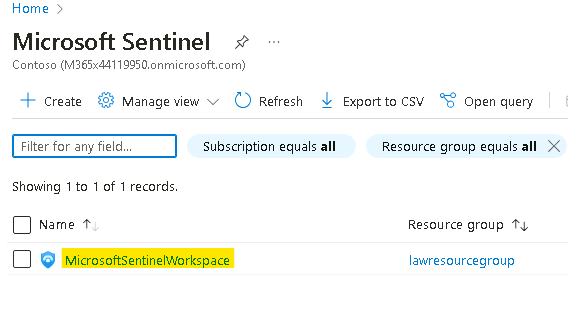 Home >
Microsoft Sentinel ...
Contoso (M365x44119950.onmicrosoft.com)
+ Create Manage view Refresh Export to CSV Open query
Filter for any field... Subscription equals all Resource group equals all
Showing 1 to 1 of 1 records.
Name ↑↓ Resource group ↑↓
MicrosoftSentinelWorkspace lawresourcegroup